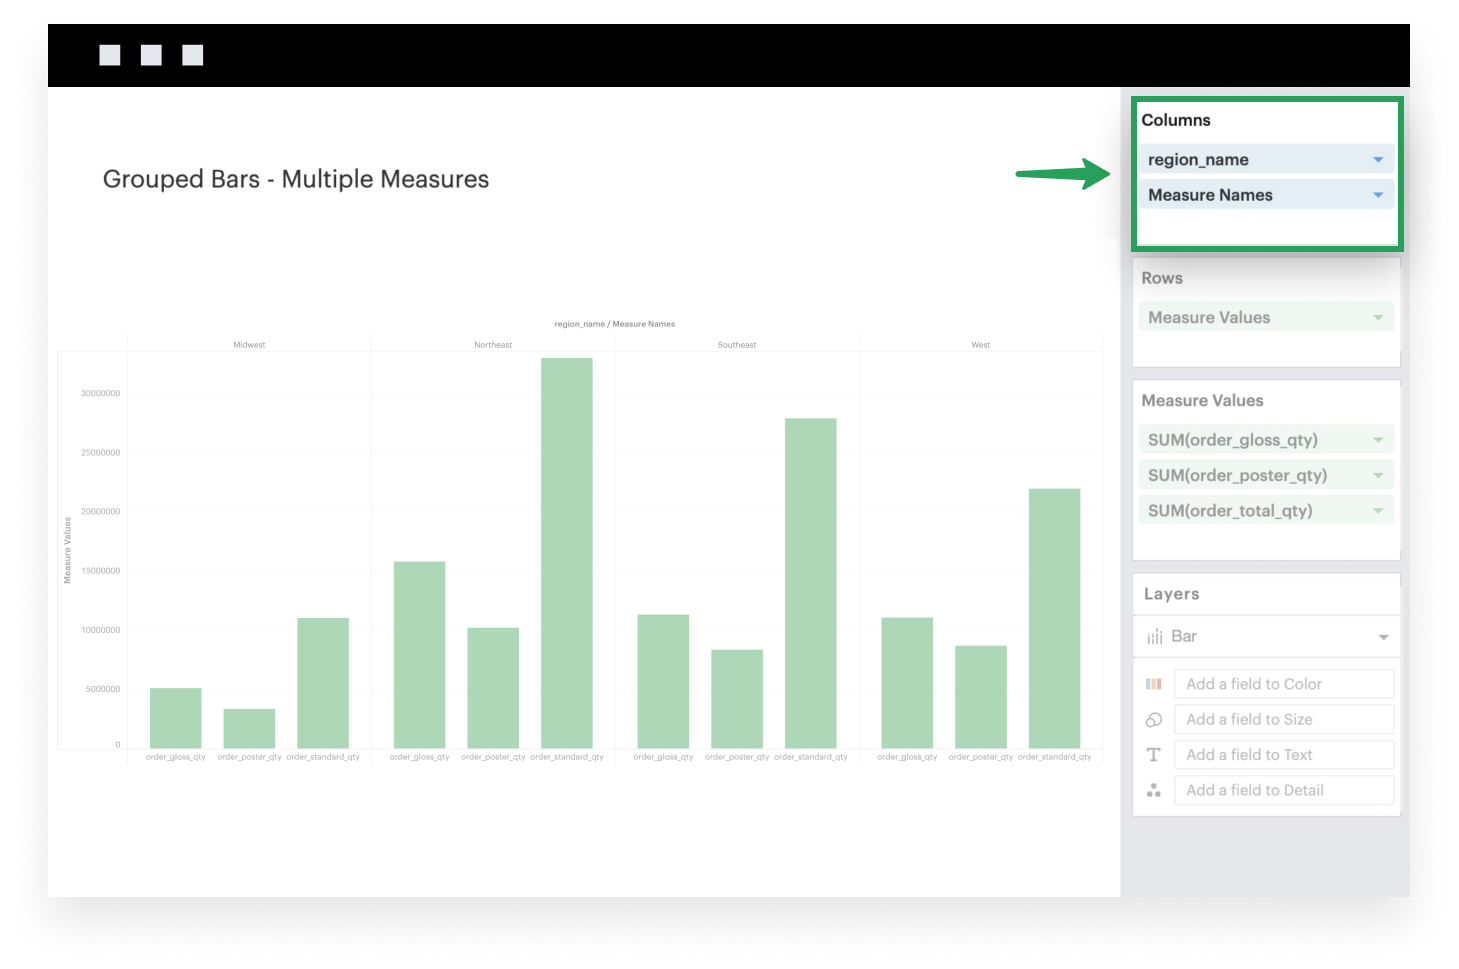 Grouped Bars - Multiple Measures
region_name / Measure Names
Midwest Northeast Southeast West
Measure Values
30000000
25000000
20000000
15000000
10000000
5000000
0
order_gloss_qty order_poster_qty order_standard_qty order_gloss_qty order_poster_qty order_standard_qty order_gloss_qty order_poster_qty order_standard_qty order_gloss_qty order_poster_qty order_standard_qty
Columns
region_name
Measure Names
Rows
Measure Values
Measure Values
SUM(order_gloss_qty)
SUM(order_poster_qty)
SUM(order_total_qty)
Layers
Bar
Add a field to Color
Add a field to Size
T Add a field to Text
Add a field to Detail